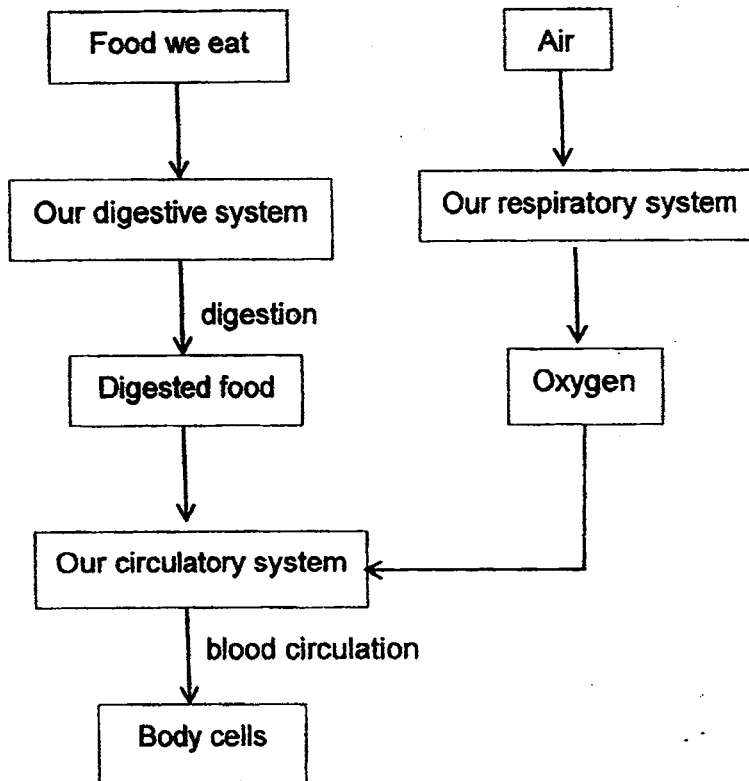 Food we eat
Air
Our digestive system
Our respiratory system
digestion
Digested food
Oxygen
Our circulatory system
blood circulation
Body cells